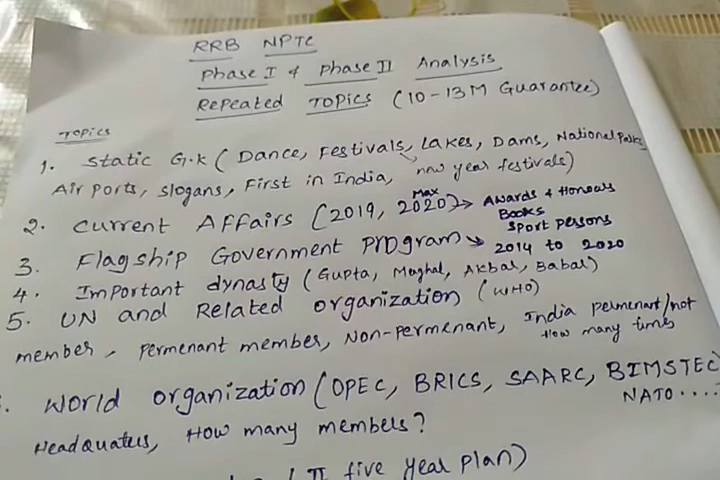 RRB NPTC
Phase I & Phase II Analysis
Repeated Topics (10-13M Guarantee)
Topics
1. Static G.K (Dance, Festivals, Lakes, Dams, National Parks,
Air Ports, Slogans, First in India, new year festivals)
2. Current Affairs (2019, 2020 max) → Awards & Honours
Books
Sport Persons
3. Flagship Government Program → 2014 to 2020
4. Important dynasty (Gupta, Moghal, Akbal, Babal)
5. UN and Related organization (WHO)
member, permenant member, Non-permenant, India pelmenant/not
How many times
. World organization (OPEC, BRICS, SAARC, BIMSTEC
NATO....
Headquaters, How many members?
(II five year plan)